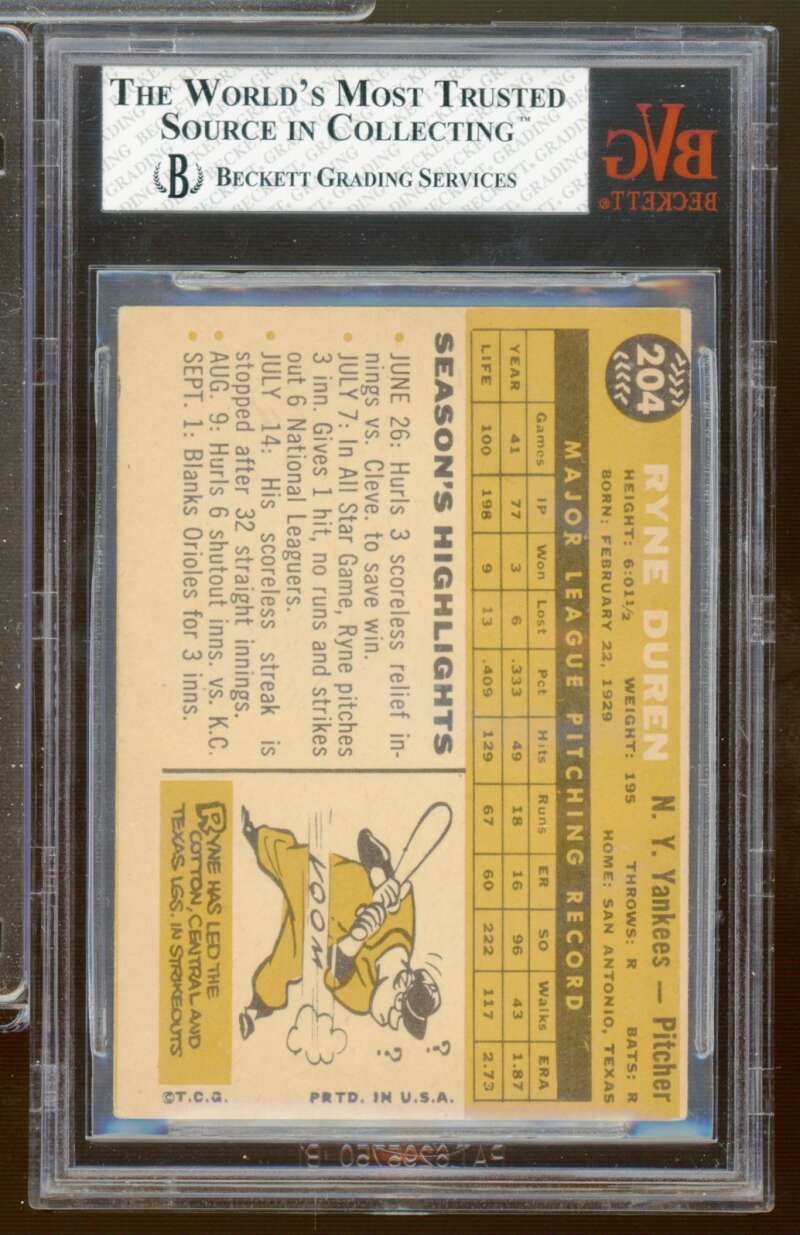 THE WORLD'S MOST TRUSTED
SOURCE IN COLLECTING™
B BECKETT GRADING SERVICES
BVG
BECKETT®
204
RYNE DUREN N. Y. Yankees — Pitcher
HEIGHT: 6:01½ WEIGHT: 195 THROWS: R BATS: R
BORN: FEBRUARY 22, 1929 HOME: SAN ANTONIO, TEXAS
MAJOR LEAGUE PITCHING RECORD
Games IP Won Lost Pct Hits Runs ER SO Walks ERA
YEAR 41 77 3 6 .333 49 18 16 96 43 1.87
LIFE 100 198 9 13 .409 129 67 60 222 117 2.73
SEASON'S HIGHLIGHTS
• JUNE 26: Hurls 3 scoreless relief in-
nings vs. Cleve. to save win.
• JULY 7: In All Star Game, Ryne pitches
3 inn. Gives 1 hit, no runs and strikes
out 6 National Leaguers.
• JULY 14: His scoreless streak is
stopped after 32 straight innings.
• AUG. 9: Hurls 6 shutout inns. vs. K.C.
• SEPT. 1: Blanks Orioles for 3 inns.
? ?
VOOM
RYNE HAS LED THE
COTTON, CENTRAL AND
TEXAS LGS. IN STRIKEOUTS
©T.C.G. PRTD. IN U.S.A.